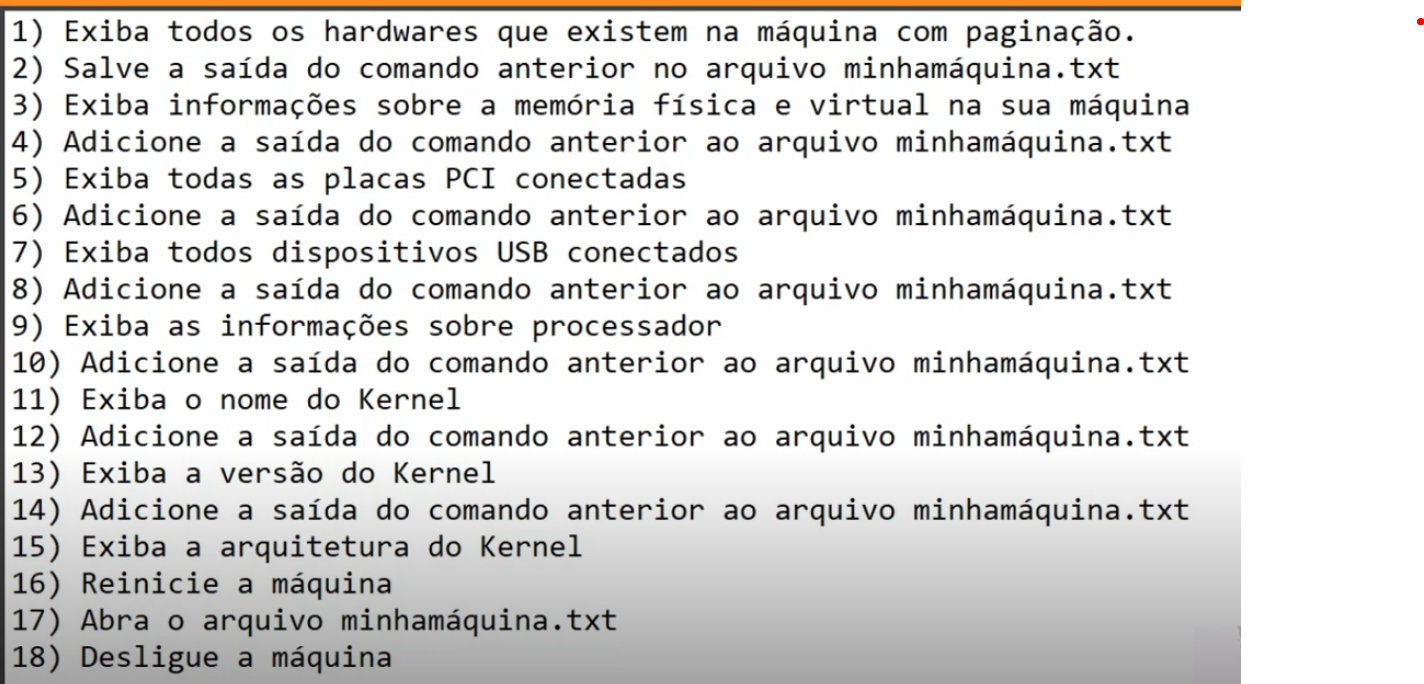 1) Exiba todos os hardwares que existem na máquina com paginação.
2) Salve a saída do comando anterior no arquivo minhamáquina.txt
3) Exiba informações sobre a memória física e virtual na sua máquina
4) Adicione a saída do comando anterior ao arquivo minhamáquina.txt
5) Exiba todas as placas PCI conectadas
6) Adicione a saída do comando anterior ao arquivo minhamáquina.txt
7) Exiba todos dispositivos USB conectados
8) Adicione a saída do comando anterior ao arquivo minhamáquina.txt
9) Exiba as informações sobre processador
10) Adicione a saída do comando anterior ao arquivo minhamáquina.txt
11) Exiba o nome do Kernel
12) Adicione a saída do comando anterior ao arquivo minhamáquina.txt
13) Exiba a versão do Kernel
14) Adicione a saída do comando anterior ao arquivo minhamáquina.txt
15) Exiba a arquitetura do Kernel
16) Reinicie a máquina
17) Abra o arquivo minhamáquina.txt
18) Desligue a máquina